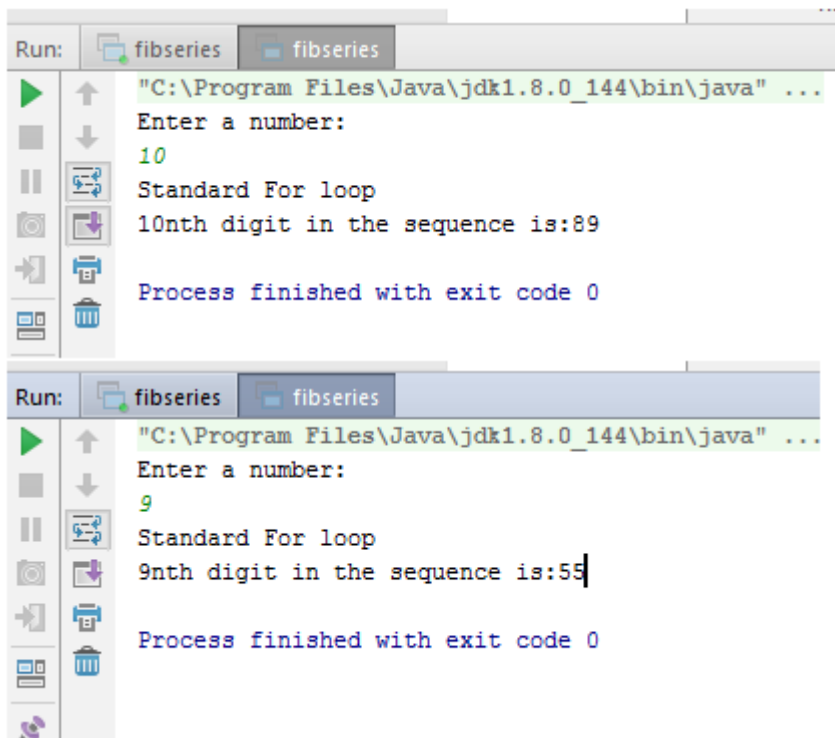 Run: fibseries fibseries
"C:\Program Files\Java\jdk1.8.0_144\bin\java" ...
Enter a number:
10
Standard For loop
10nth digit in the sequence is:89
Process finished with exit code 0
Run: fibseries fibseries
"C:\Program Files\Java\jdk1.8.0_144\bin\java" ...
Enter a number:
9
Standard For loop
9nth digit in the sequence is:55
Process finished with exit code 0